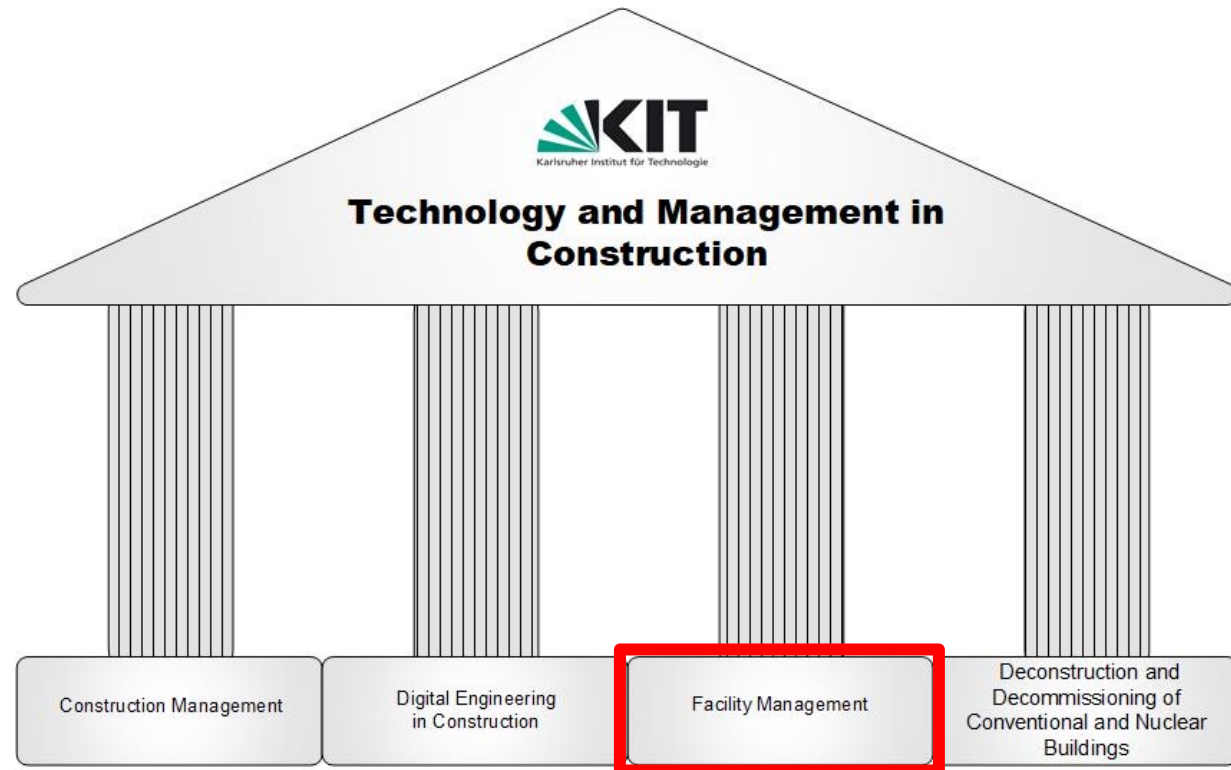 KIT
Karlsruher Institut für Technologie
Technology and Management in
Construction
Construction Management
Digital Engineering
in Construction
Facility Management
Deconstruction and
Decommissioning of
Conventional and Nuclear
Buildings